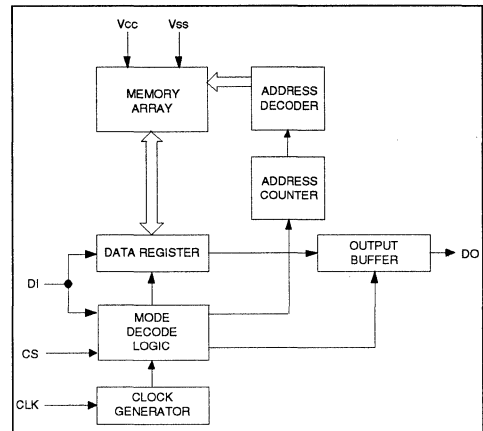 Vcc Vss
MEMORY
ARRAY
ADDRESS
DECODER
ADDRESS
COUNTER
DATA REGISTER
OUTPUT
BUFFER
DO
DI
MODE
DECODE
LOGIC
CS
CLK
CLOCK
GENERATOR